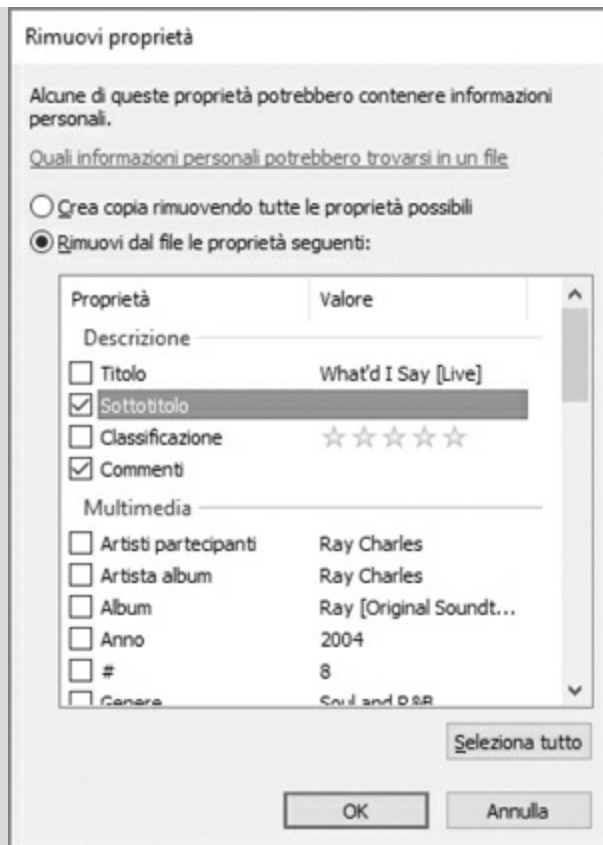 Rimuovi proprietà
Alcune di queste proprietà potrebbero contenere informazioni
personali.
Quali informazioni personali potrebbero trovarsi in un file
Crea copia rimuovendo tutte le proprietà possibili
Rimuovi dal file le proprietà seguenti:
Proprietà Valore
Descrizione
Titolo What'd I Say [Live]
Sottotitolo
Classificazione
Commenti
Multimedia
Artisti partecipanti Ray Charles
Artista album Ray Charles
Album Ray [Original Soundt...
Anno 2004
# 8
Genere Soul and R&B
Seleziona tutto
OK Annulla